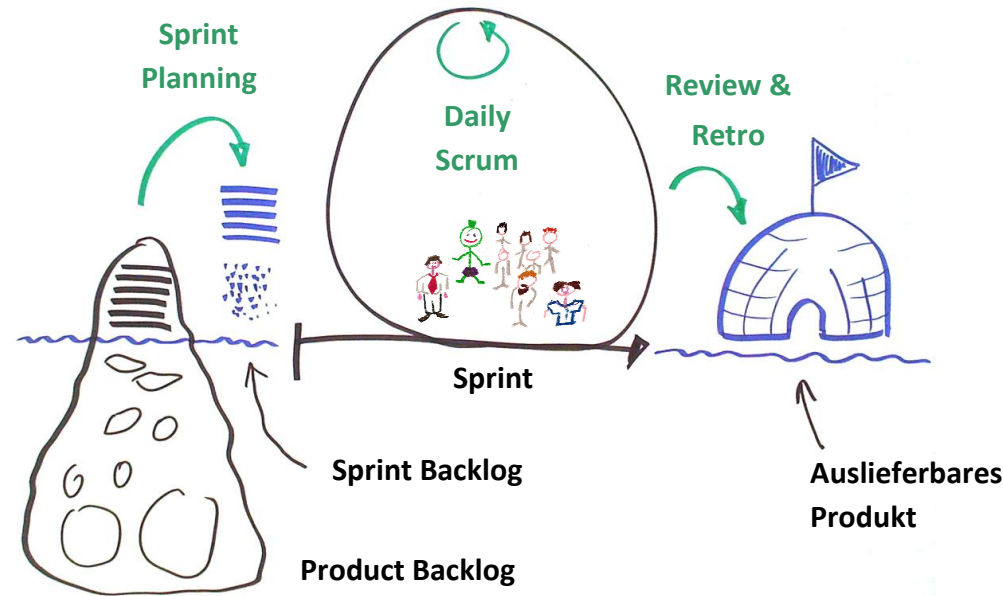 Sprint
Planning
Daily
Scrum
Review &
Retro
Sprint
Sprint Backlog
Auslieferbares
Produkt
Product Backlog